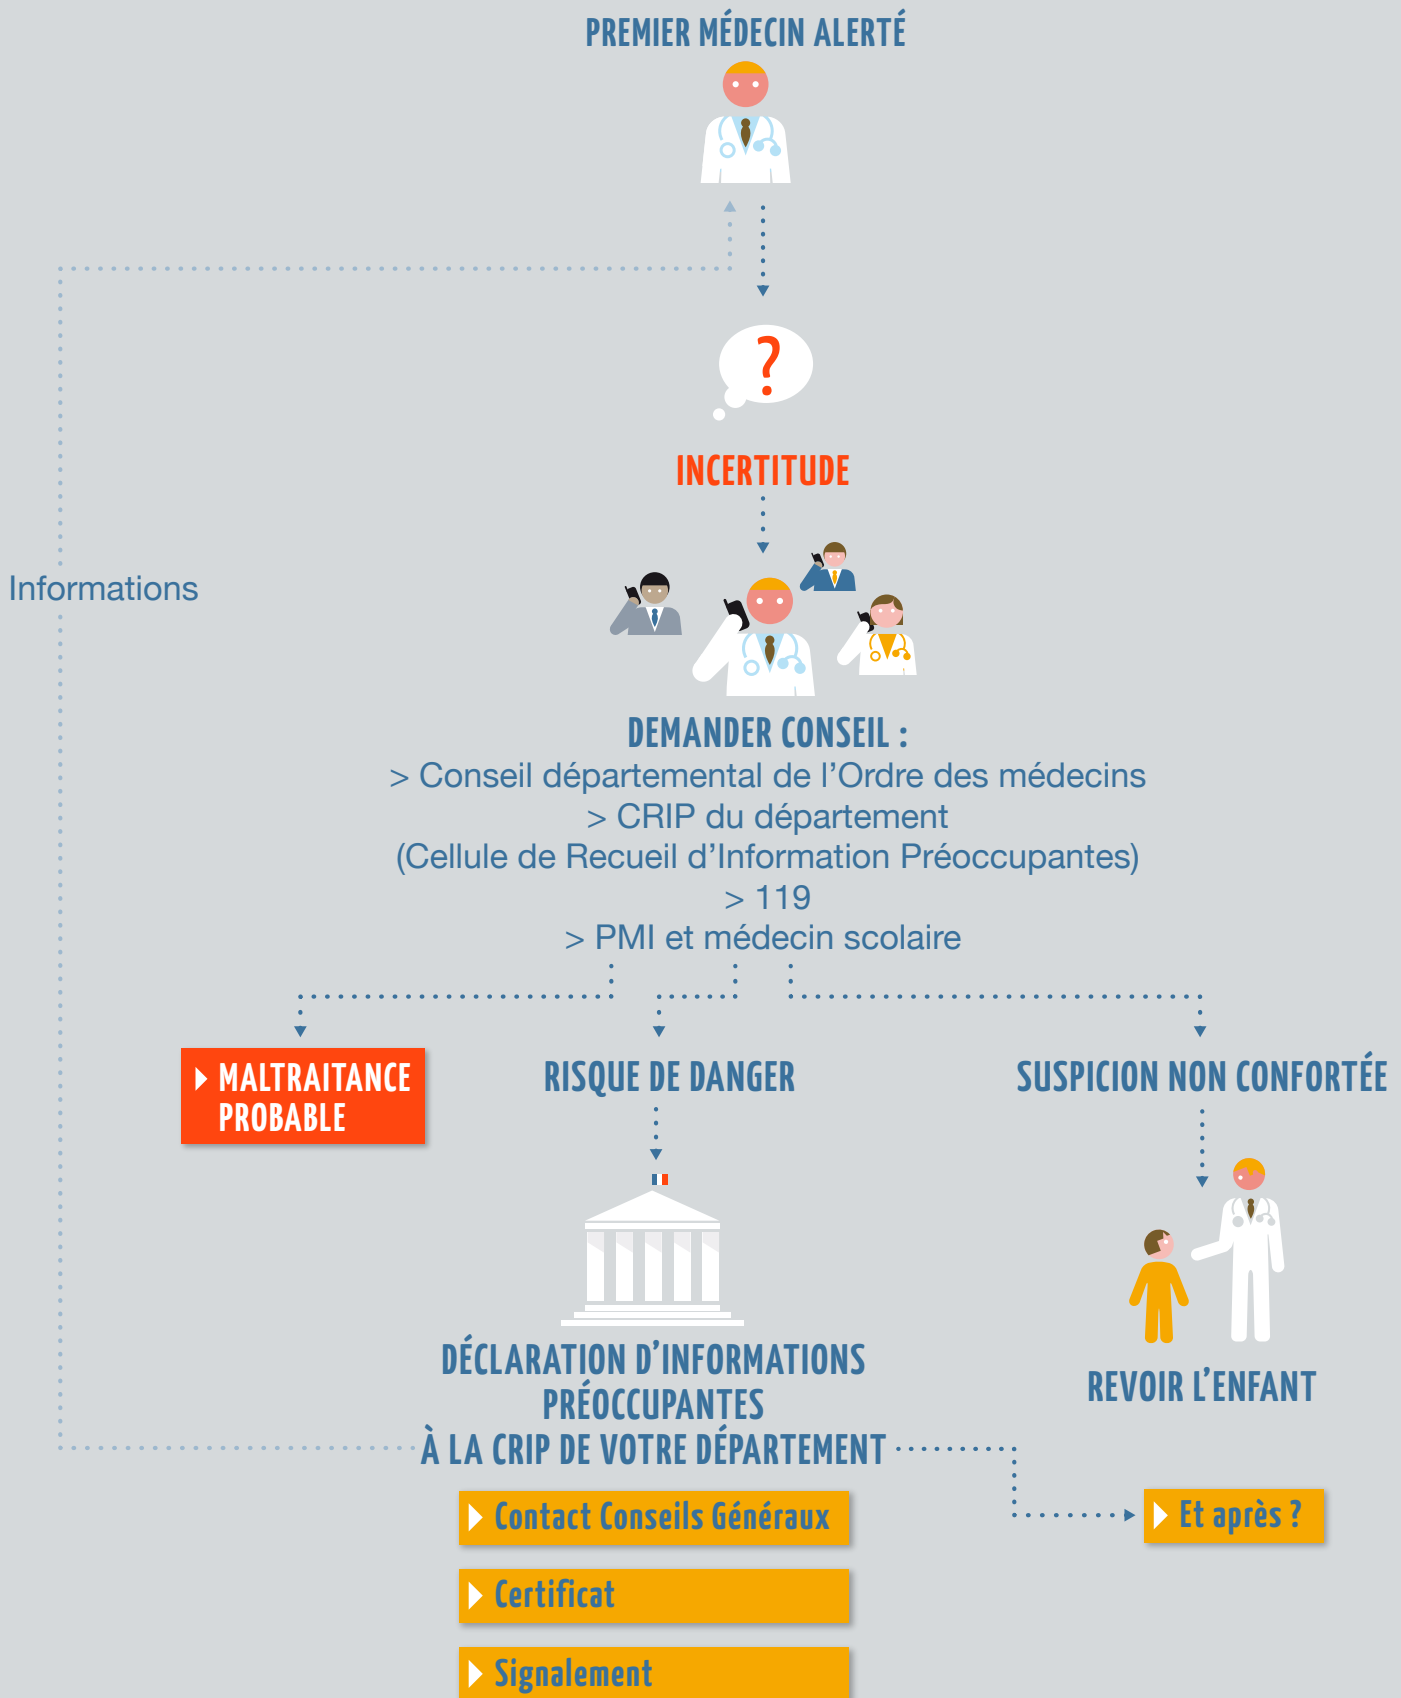 PREMIER MÉDECIN ALERTÉ
?
INCERTITUDE
Informations
DEMANDER CONSEIL :
> Conseil départemental de l’Ordre des médecins
> CRIP du département
(Cellule de Recueil d’Information Préoccupantes)
> 119
> PMI et médecin scolaire
MALTRAITANCE
PROBABLE
RISQUE DE DANGER
SUSPICION NON CONFORTÉE
DÉCLARATION D’INFORMATIONS
PRÉOCCUPANTES
À LA CRIP DE VOTRE DÉPARTEMENT
REVOIR L’ENFANT
Contact Conseils Généraux
Et après ?
Certificat
Signalement